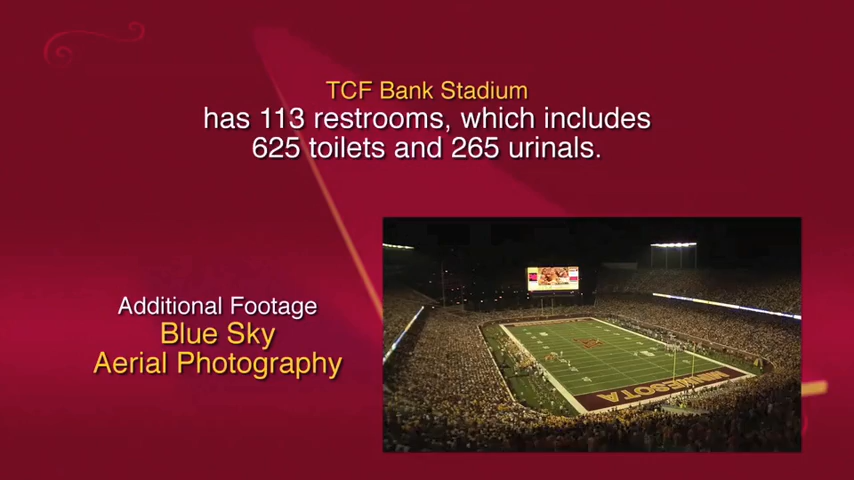 TCF Bank Stadium
has 113 restrooms, which includes
625 toilets and 265 urinals.
Additional Footage
Blue Sky
Aerial Photography
MINNESOTA